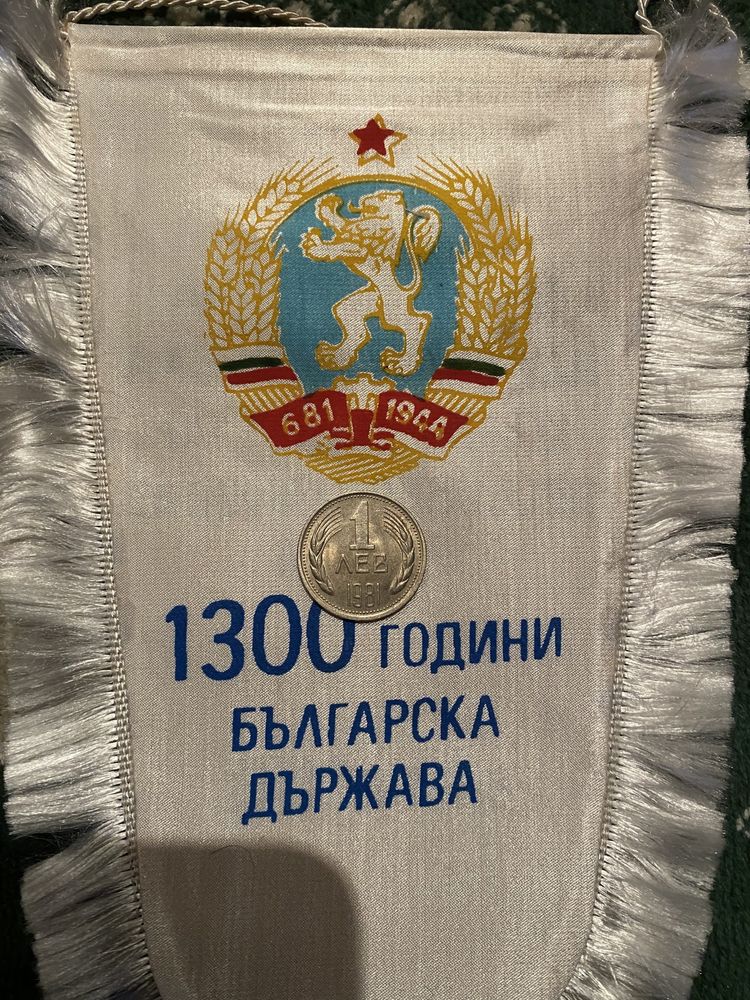 681 1944
1
ЛЕВ
1981
1300 ГОДИНИ
БЪЛГАРСКА
ДЪРЖАВА